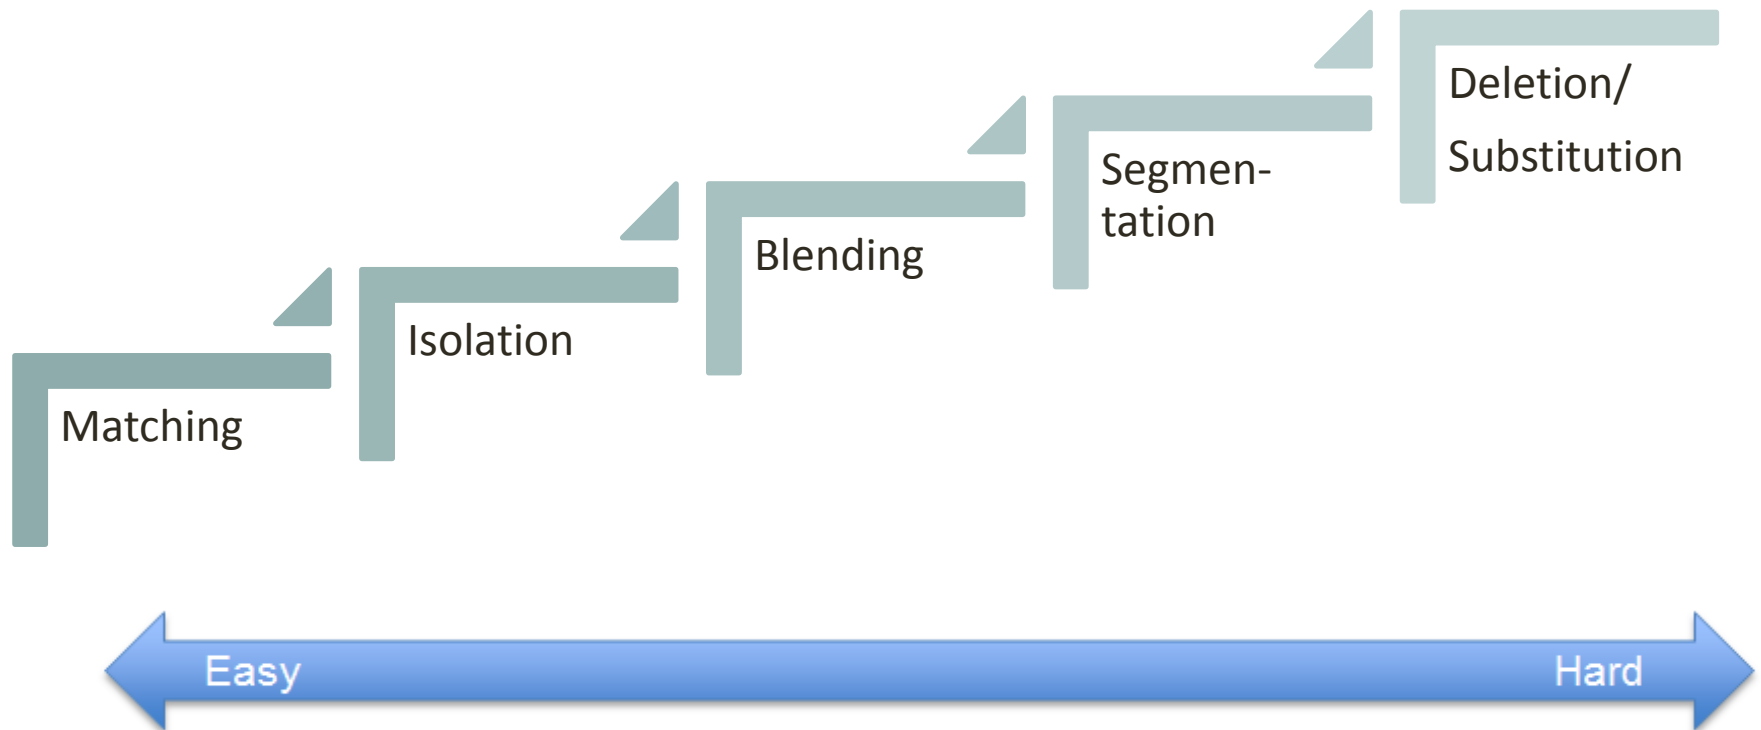 Matching
Isolation
Blending
Segmen-
tation
Deletion/
Substitution
Easy
Hard